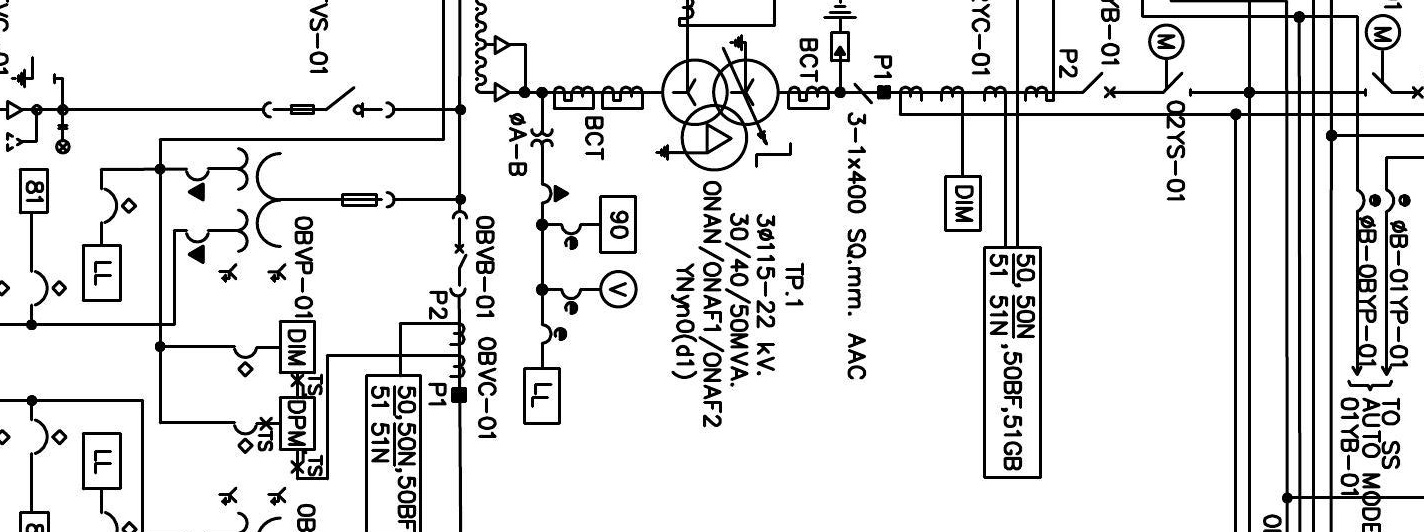 VS-01
BCT
P1
YC-01
P2
YB-01
M
M
02YS-01
BCT
øA-B
3-1x400 SQ.mm. AAC
DIM
81
90
V
LL
LL
TP.1
3ø115-22 kV.
30/40/50MVA.
ONAN/ONAF1/ONAF2
YNyn0(d1)
50, 50N ,50BF,51GB
51 51N
øB-01YP-01
øB-0BYP-01
TO SS
AUTO MODE
01YB-01
0BVP-01
0BVB-01
P2
0BVC-01
P1
DIM
TS
DPM
TS
TS
50,50N,50BF
51 51N
LL